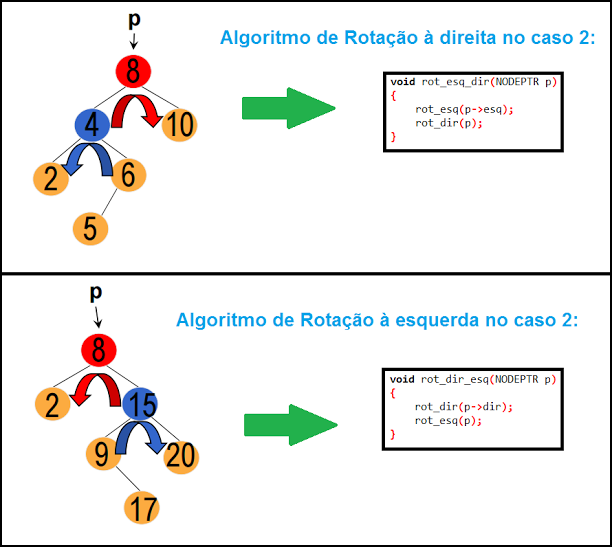 p
Algoritmo de Rotação à direita no caso 2:
8
4 10
2 6
5
void rot_esq_dir(NODEPTR p)
{
rot_esq(p->esq);
rot_dir(p);
}
p
Algoritmo de Rotação à esquerda no caso 2:
8
2 15
9 20
17
void rot_dir_esq(NODEPTR p)
{
rot_dir(p->dir);
rot_esq(p);
}